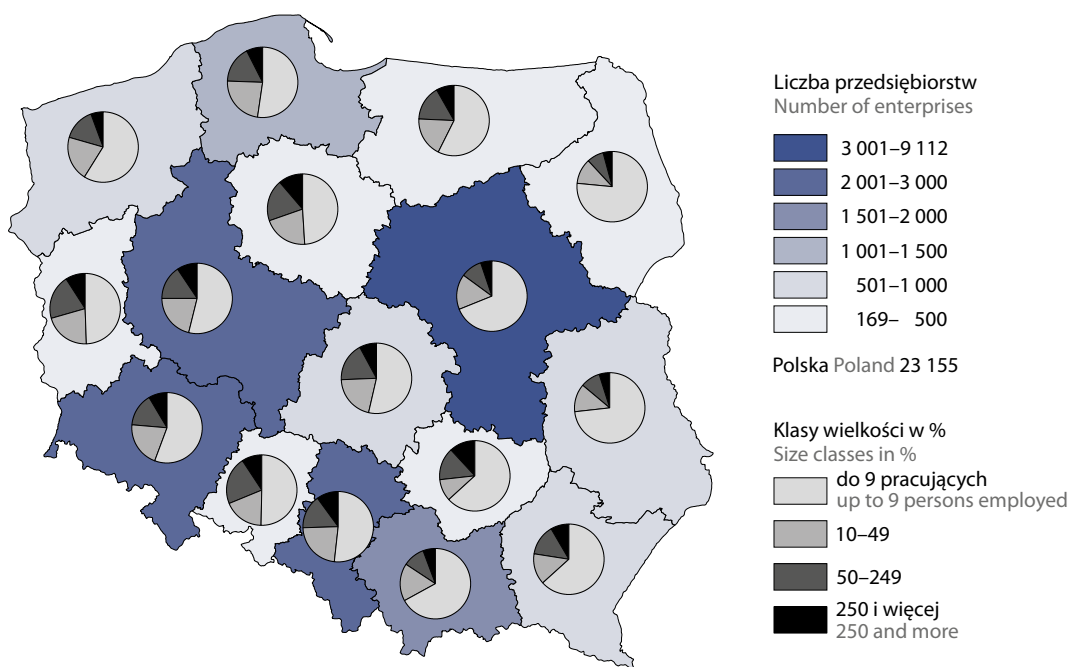 Liczba przedsiębiorstw
Number of enterprises
3 001–9 112
2 001–3 000
1 501–2 000
1 001–1 500
501–1 000
169– 500
Polska Poland 23 155
Klasy wielkości w %
Size classes in %
do 9 pracujących
up to 9 persons employed
10–49
50–249
250 i więcej
250 and more